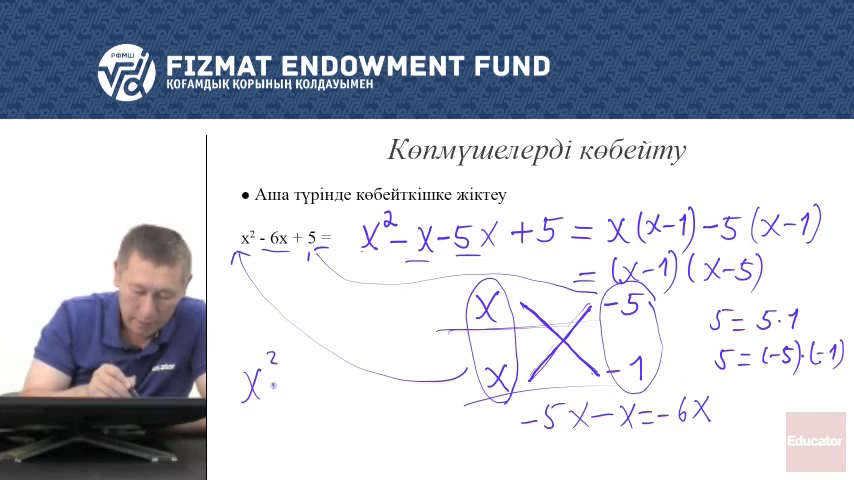 РФМШ
FIZMAT ENDOWMENT FUND
ҚОҒАМДЫҚ ҚОРЫНЫҢ ҚОЛДАУЫМЕН
Көпмүшелерді көбейту
● Аша түрінде көбейткішке жіктеу
x² - 6x + 5 = x² - x - 5x + 5 = x(x-1) - 5(x-1)
= (x-1)(x-5)
x -5
x -1
5 = 5·1
5 = (-5)·(-1)
-5x - x = -6x
x²
Educator